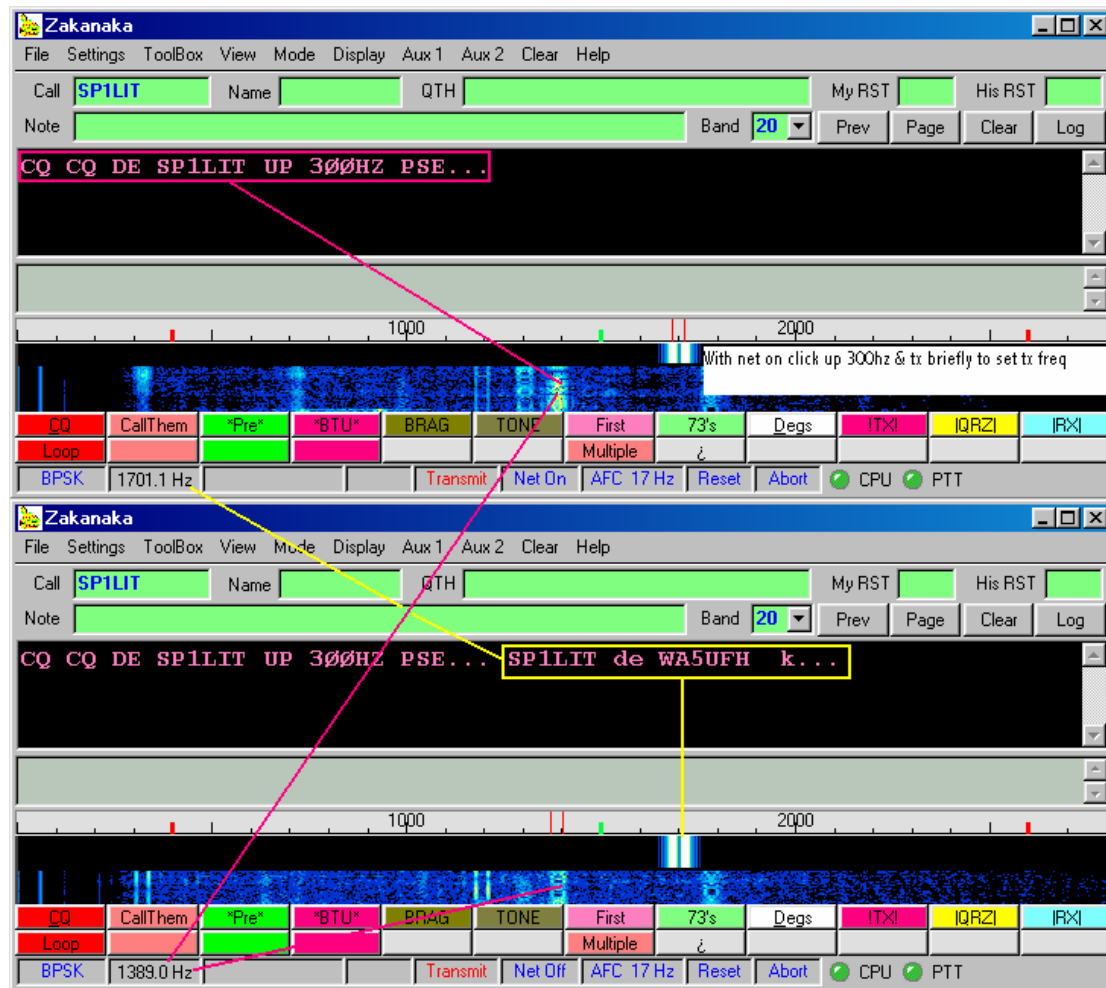 Zakanaka
File Settings ToolBox View Mode Display Aux 1 Aux 2 Clear Help
Call SP1LIT Name QTH My RST His RST
Note Band 20 Prev Page Clear Log
CQ CQ DE SP1LIT UP 3ØØHZ PSE...
1000 2000
With net on click up 300hz & tx briefly to set tx freq
CQ CallThem *Pre* *BTU* BRAG TONE First 73's Degs !TX! |QRZ| |RX|
Loop Multiple ¿
BPSK 1701.1 Hz Transmit Net On AFC 17 Hz Reset Abort CPU PTT
Zakanaka
File Settings ToolBox View Mode Display Aux 1 Aux 2 Clear Help
Call SP1LIT Name QTH My RST His RST
Note Band 20 Prev Page Clear Log
CQ CQ DE SP1LIT UP 3ØØHZ PSE... SP1LIT de WA5UFH k...
1000 2000
CQ CallThem *Pre* *BTU* BRAG TONE First 73's Degs !TX! |QRZ| |RX|
Loop Multiple ¿
BPSK 1389.0 Hz Transmit Net Off AFC 17 Hz Reset Abort CPU PTT